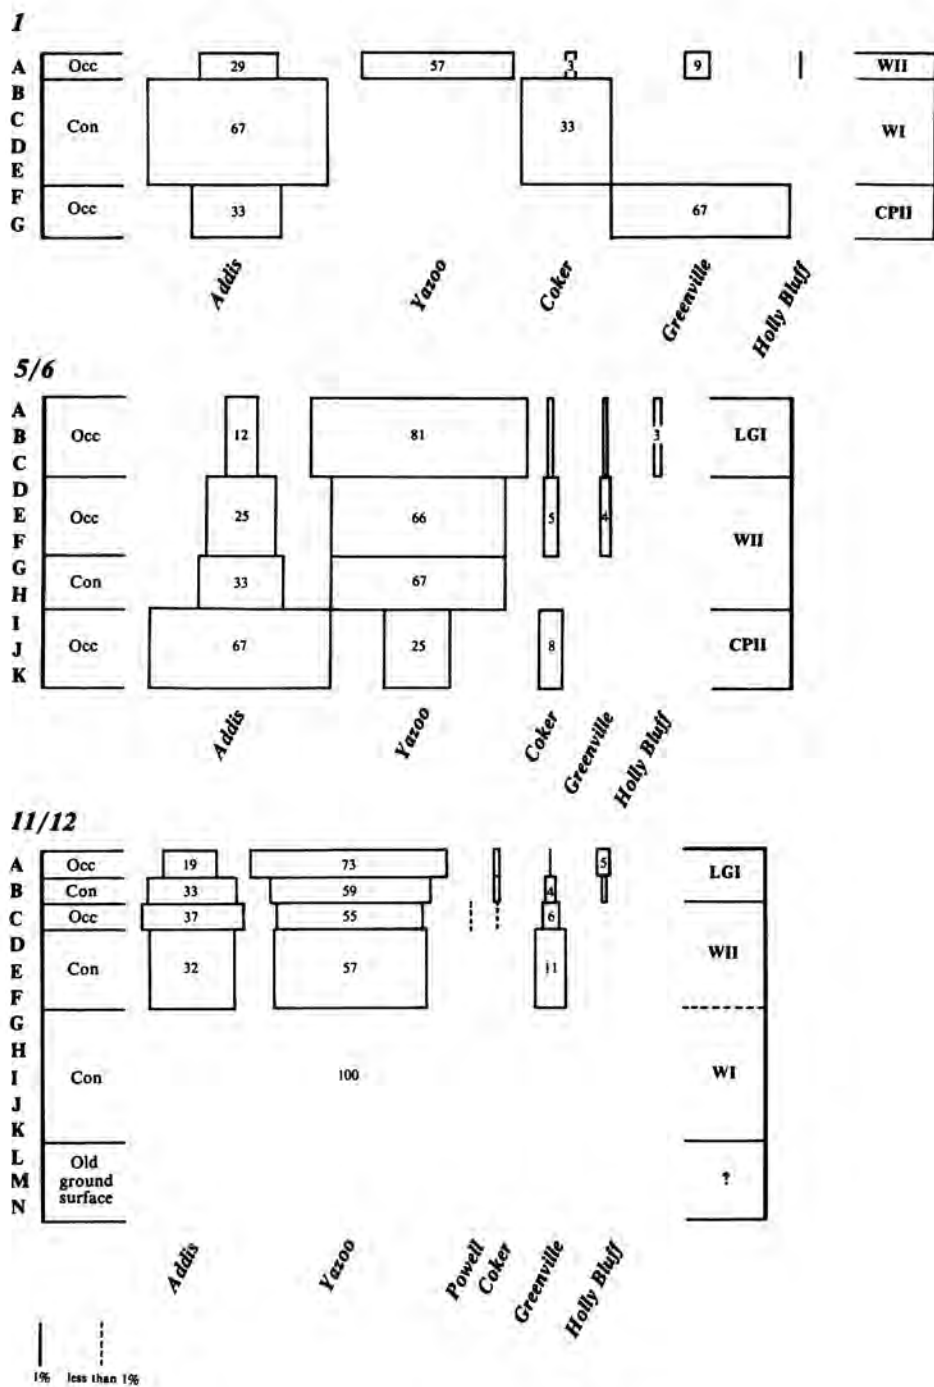 1
A Occ 29 57 3 9 WII
B
C Con 67 33 WI
D
E
F Occ 33 67 CPII
G
Addis Yazoo Coker Greenville Holly Bluff
5/6
A
B Occ 12 81 3 LGI
C
D
E Occ 25 66 5 4 WII
F
G
H Con 33 67
I
J Occ 67 25 8 CPII
K
Addis Yazoo Coker Greenville Holly Bluff
11/12
A Occ 19 73 5 LGI
B Con 33 59 4
C Occ 37 55 6
D WII
E Con 32 57 11
F
G
H
I Con 100 WI
J
K
L Old
M ground ?
N surface
Addis Yazoo Powell Coker Greenville Holly Bluff
1% less than 1%